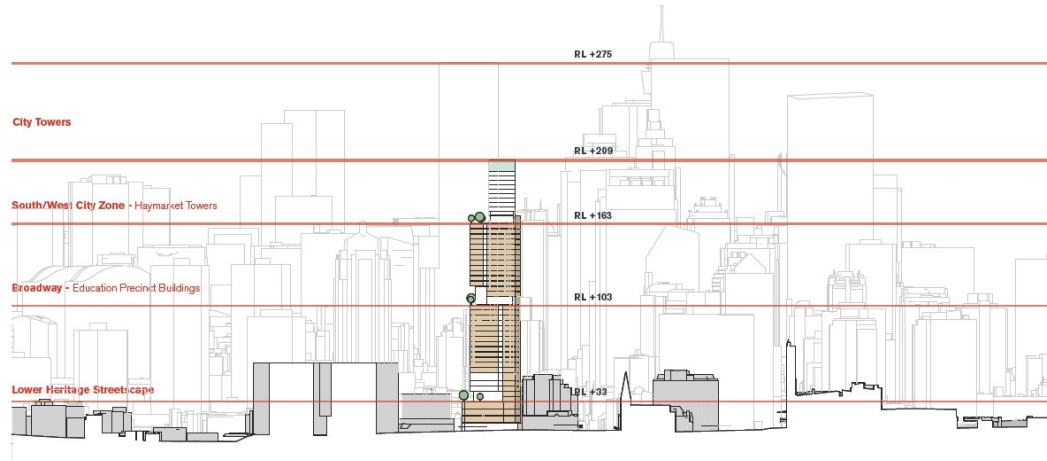 RL +275
City Towers
RL +209
South/West City Zone - Haymarket Towers
RL +163
Broadway - Education Precinct Buildings
RL +103
Lower Heritage Streetscape
RL +33